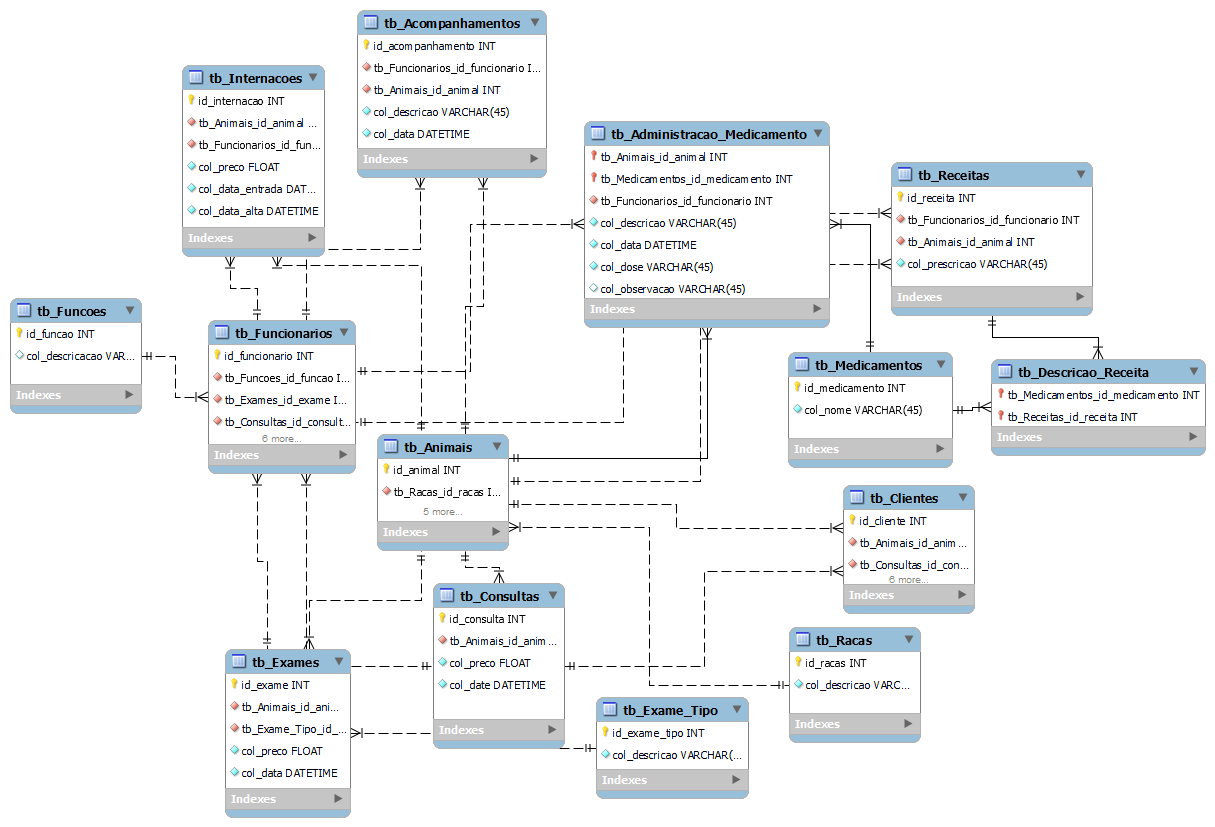 tb_Acompanhamentos
id_acompanhamento INT
tb_Funcionarios_id_funcionario I...
tb_Animais_id_animal INT
col_descricao VARCHAR(45)
col_data DATETIME
Indexes
tb_Internacoes
id_internacao INT
tb_Animais_id_animal ...
tb_Funcionarios_id_fun...
col_preco FLOAT
col_data_entrada DAT...
col_data_alta DATETIME
Indexes
tb_Administracao_Medicamento
tb_Animais_id_animal INT
tb_Medicamentos_id_medicamento INT
tb_Funcionarios_id_funcionario INT
col_descricao VARCHAR(45)
col_data DATETIME
col_dose VARCHAR(45)
col_observacao VARCHAR(45)
Indexes
tb_Receitas
id_receita INT
tb_Funcionarios_id_funcionario INT
tb_Animais_id_animal INT
col_prescricao VARCHAR(45)
Indexes
tb_Funcoes
id_funcao INT
col_descricacao VAR...
Indexes
tb_Funcionarios
id_funcionario INT
tb_Funcoes_id_funcao I...
tb_Exames_id_exame I...
tb_Consultas_id_consult...
6 more...
Indexes
tb_Medicamentos
id_medicamento INT
col_nome VARCHAR(45)
Indexes
tb_Descricao_Receita
tb_Medicamentos_id_medicamento INT
tb_Receitas_id_receita INT
Indexes
tb_Animais
id_animal INT
tb_Racas_id_racas I...
5 more...
Indexes
tb_Clientes
id_cliente INT
tb_Animais_id_anim...
tb_Consultas_id_con...
6 more...
Indexes
tb_Consultas
id_consulta INT
tb_Animais_id_anim...
col_preco FLOAT
col_date DATETIME
Indexes
tb_Racas
id_racas INT
col_descricao VARC...
Indexes
tb_Exames
id_exame INT
tb_Animais_id_ani...
tb_Exame_Tipo_id_...
col_preco FLOAT
col_data DATETIME
Indexes
tb_Exame_Tipo
id_exame_tipo INT
col_descricao VARCHAR(...
Indexes